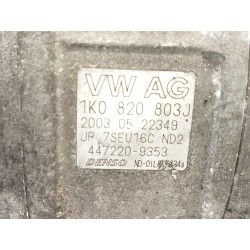 VW AG
1K0 820 803J
2003 05 22349
JP 7SEU16C ND2
447220-9353
DENSO